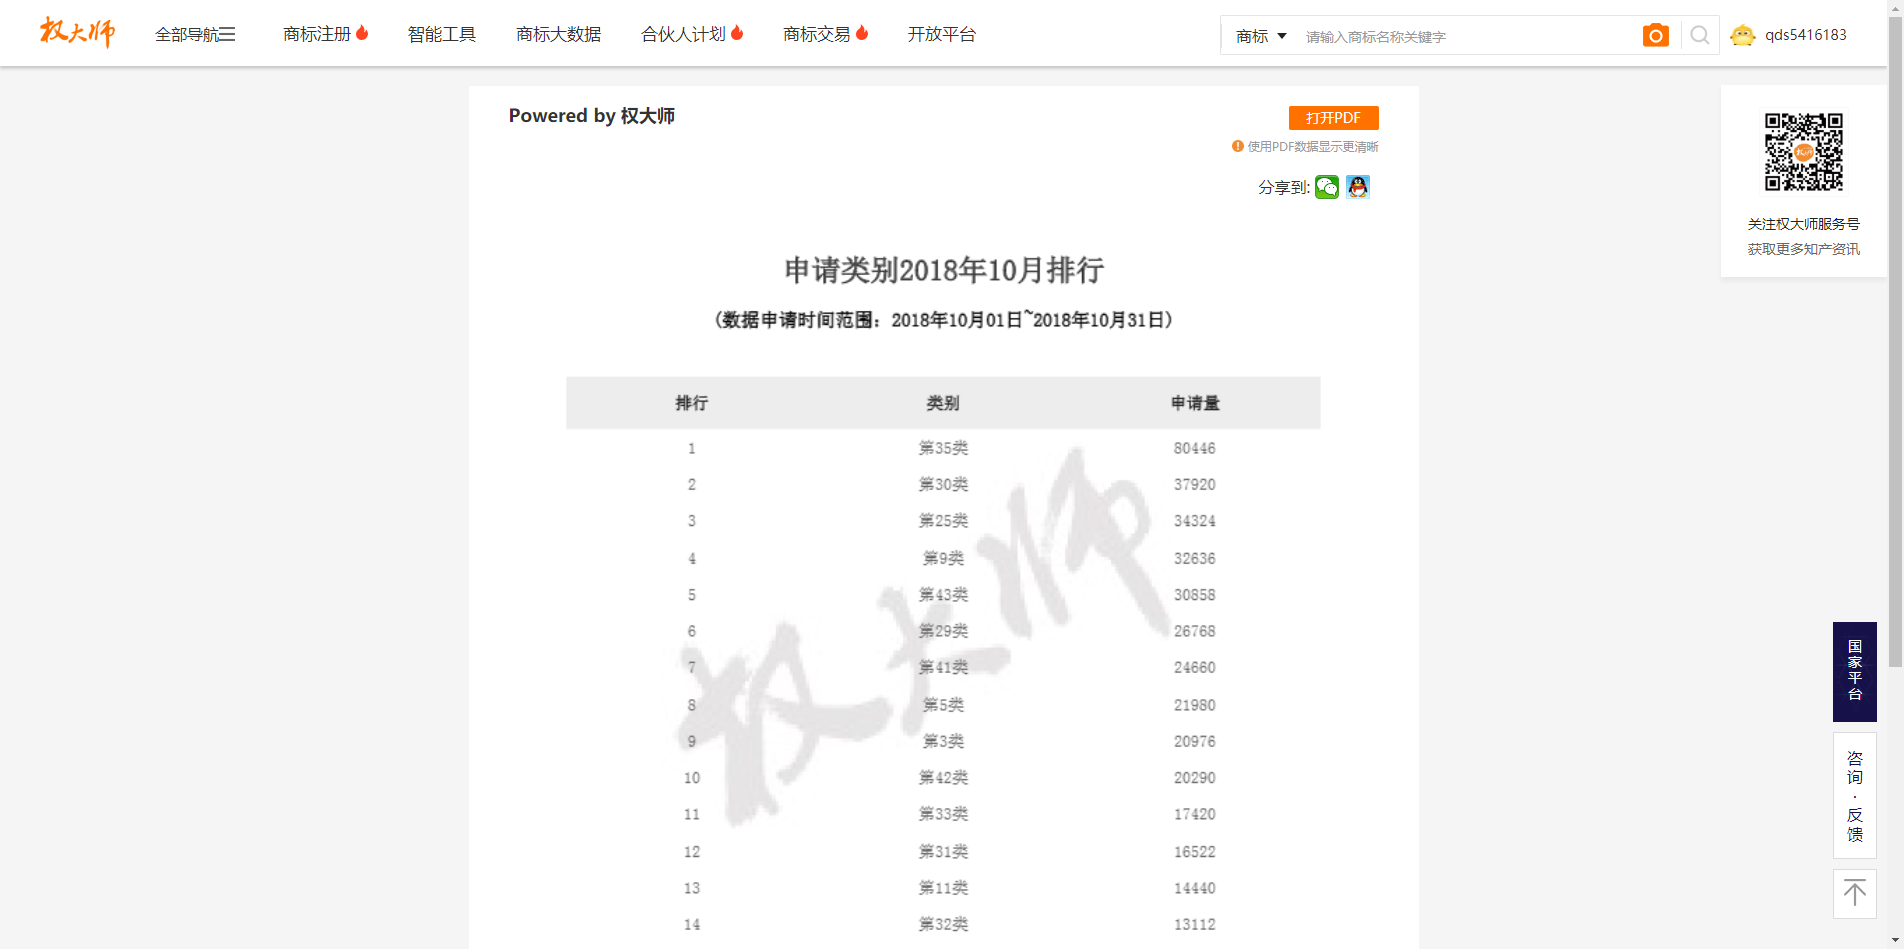 权大师
全部导航
商标注册
智能工具
商标大数据
合伙人计划
商标交易
开放平台
商标
请输入商标名称关键字
qds5416183
Powered by 权大师
打开PDF
使用PDF数据显示更清晰
分享到:
权大师
关注权大师服务号
获取更多知产资讯
申请类别2018年10月排行
(数据申请时间范围：2018年10月01日~2018年10月31日)
排行 类别 申请量
1 第35类 80446
2 第30类 37920
3 第25类 34324
4 第9类 32636
5 第43类 30858
6 第29类 26768
7 第41类 24660
8 第5类 21980
9 第3类 20976
10 第42类 20290
11 第33类 17420
12 第31类 16522
13 第11类 14440
14 第32类 13112
权大师
国家平台
咨询·反馈